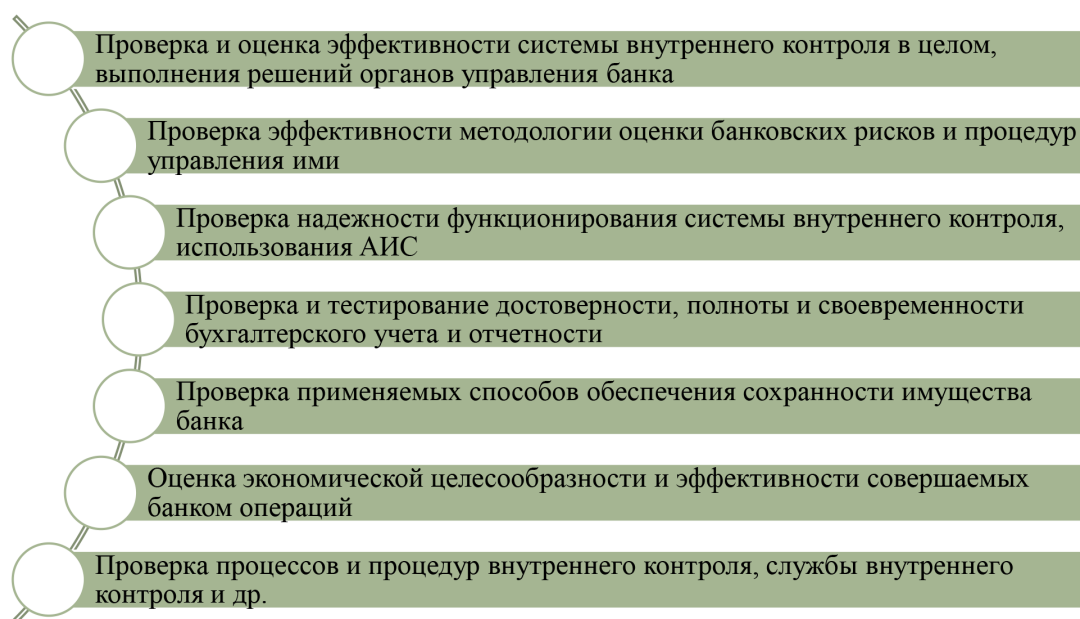 Проверка и оценка эффективности системы внутреннего контроля в целом,
выполнения решений органов управления банка
Проверка эффективности методологии оценки банковских рисков и процедур
управления ими
Проверка надежности функционирования системы внутреннего контроля,
использования АИС
Проверка и тестирование достоверности, полноты и своевременности
бухгалтерского учета и отчетности
Проверка применяемых способов обеспечения сохранности имущества
банка
Оценка экономической целесообразности и эффективности совершаемых
банком операций
Проверка процессов и процедур внутреннего контроля, службы внутреннего
контроля и др.